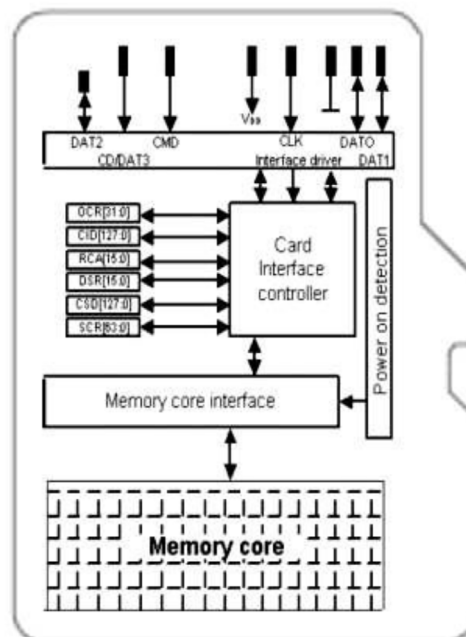 VDD
DAT2 CMD CLK DAT0
CD/DAT3 Interface driver DAT1
OCR[31:0]
CID[127:0]
RCA[15:0]
DSR[15:0]
CSD[127:0]
SCR[63:0]
Card
Interface
controller
Power on detection
Memory core interface
Memory core